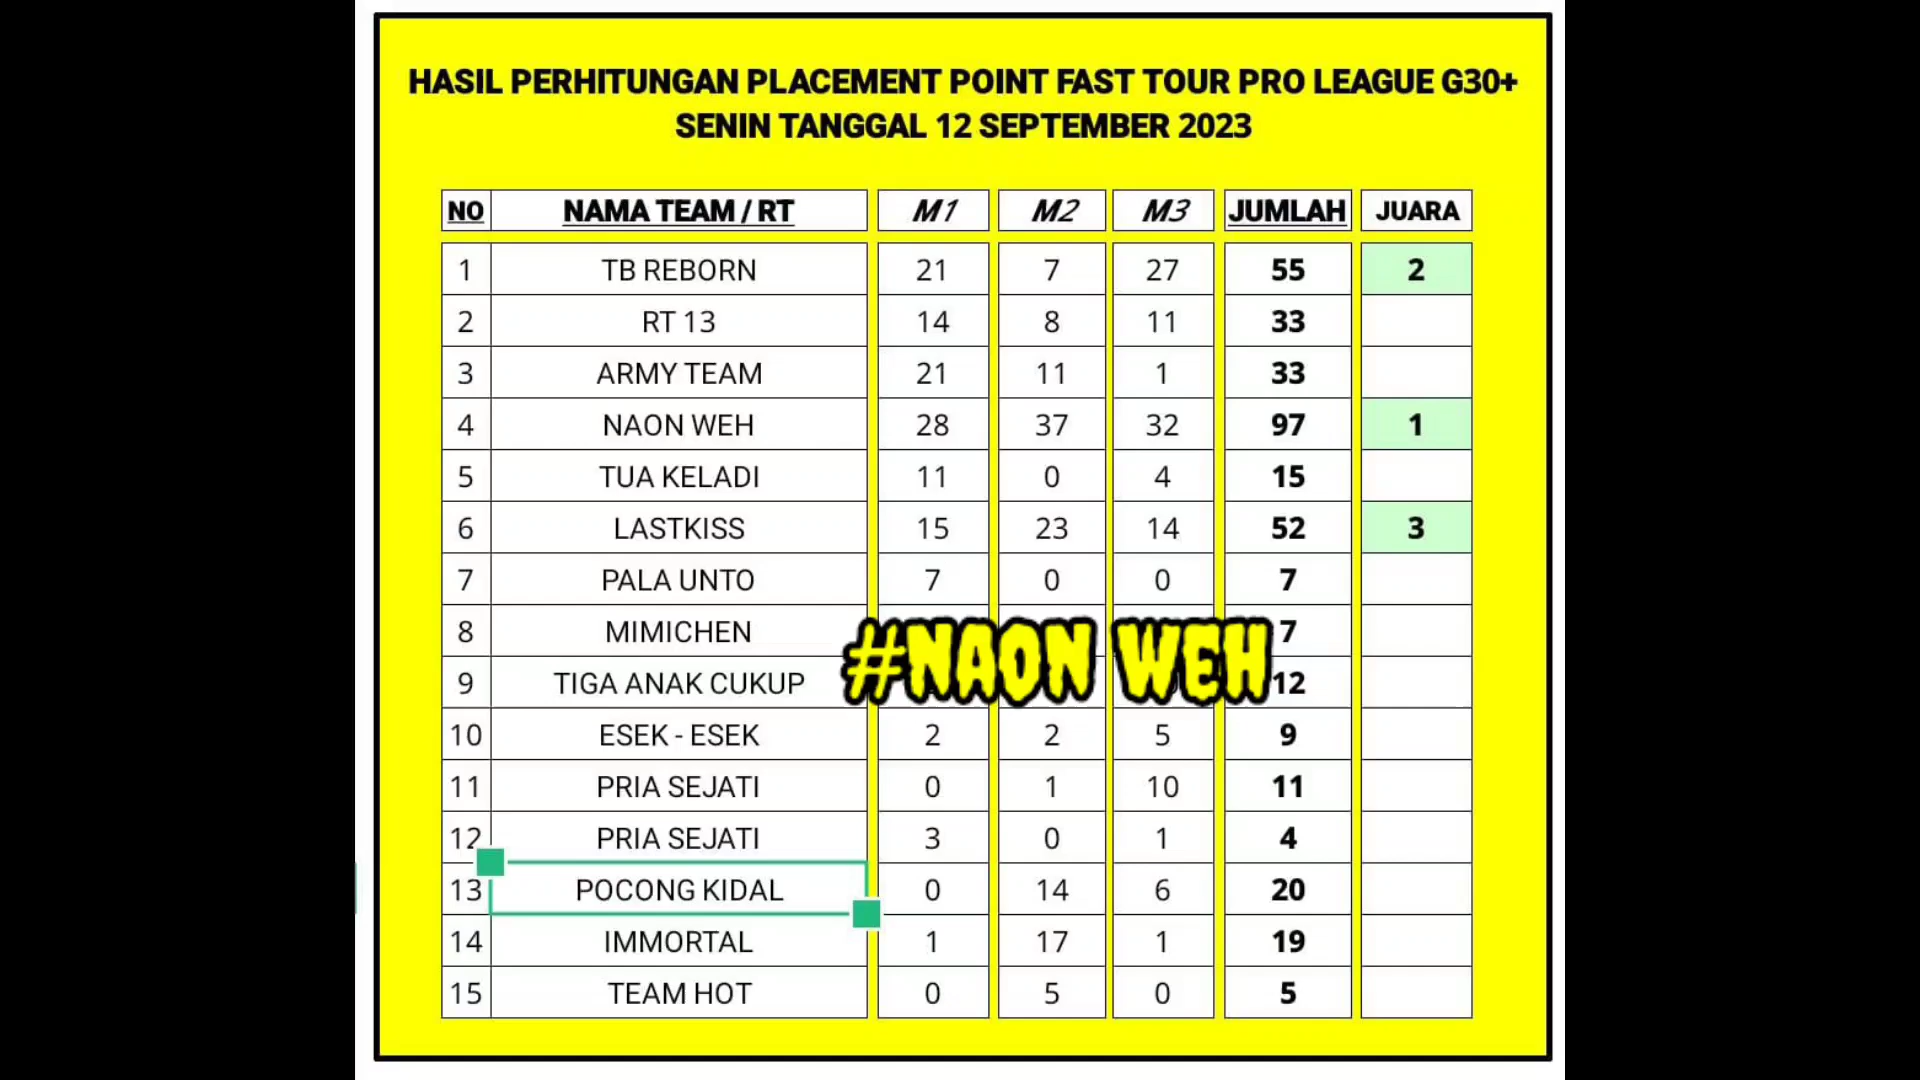 HASIL PERHITUNGAN PLACEMENT POINT FAST TOUR PRO LEAGUE G30+
SENIN TANGGAL 12 SEPTEMBER 2023
NO NAMA TEAM / RT M1 M2 M3 JUMLAH JUARA
1 TB REBORN 21 7 27 55 2
2 RT 13 14 8 11 33
3 ARMY TEAM 21 11 1 33
4 NAON WEH 28 37 32 97 1
5 TUA KELADI 11 0 4 15
6 LASTKISS 15 23 14 52 3
7 PALA UNTO 7 0 0 7
8 MIMICHEN 7
#NAON WEH
9 TIGA ANAK CUKUP 12
10 ESEK - ESEK 2 2 5 9
11 PRIA SEJATI 0 1 10 11
12 PRIA SEJATI 3 0 1 4
13 POCONG KIDAL 0 14 6 20
14 IMMORTAL 1 17 1 19
15 TEAM HOT 0 5 0 5